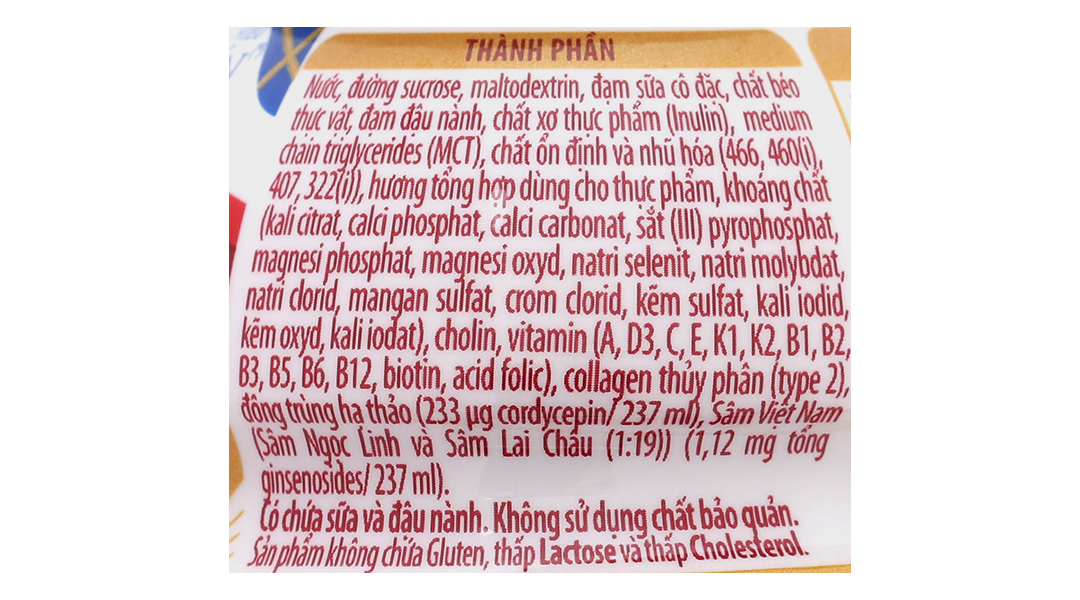 THÀNH PHẦN
Nước, đường sucrose, maltodextrin, đạm sữa cô đặc, chất béo
thực vật, đạm đậu nành, chất xơ thực phẩm (Inulin), medium
chain triglycerides (MCT), chất ổn định và nhũ hóa (466, 460(i),
407, 322(i)), hương tổng hợp dùng cho thực phẩm, khoáng chất
(kali citrat, calci phosphat, calci carbonat, sắt (III) pyrophosphat,
magnesi phosphat, magnesi oxyd, natri selenit, natri molybdat,
natri clorid, mangan sulfat, crom clorid, kẽm sulfat, kali iodid,
kẽm oxyd, kali iodat), cholin, vitamin (A, D3, C, E, K1, K2, B1, B2,
B3, B5, B6, B12, biotin, acid folic), collagen thủy phân (type 2),
đông trùng hạ thảo (233 µg cordycepin/ 237 ml), Sâm Việt Nam
(Sâm Ngọc Linh và Sâm Lai Châu (1:19)) (1,12 mg tổng
ginsenosides/ 237 ml).
Có chứa sữa và đậu nành. Không sử dụng chất bảo quản.
Sản phẩm không chứa Gluten, thấp Lactose và thấp Cholesterol.